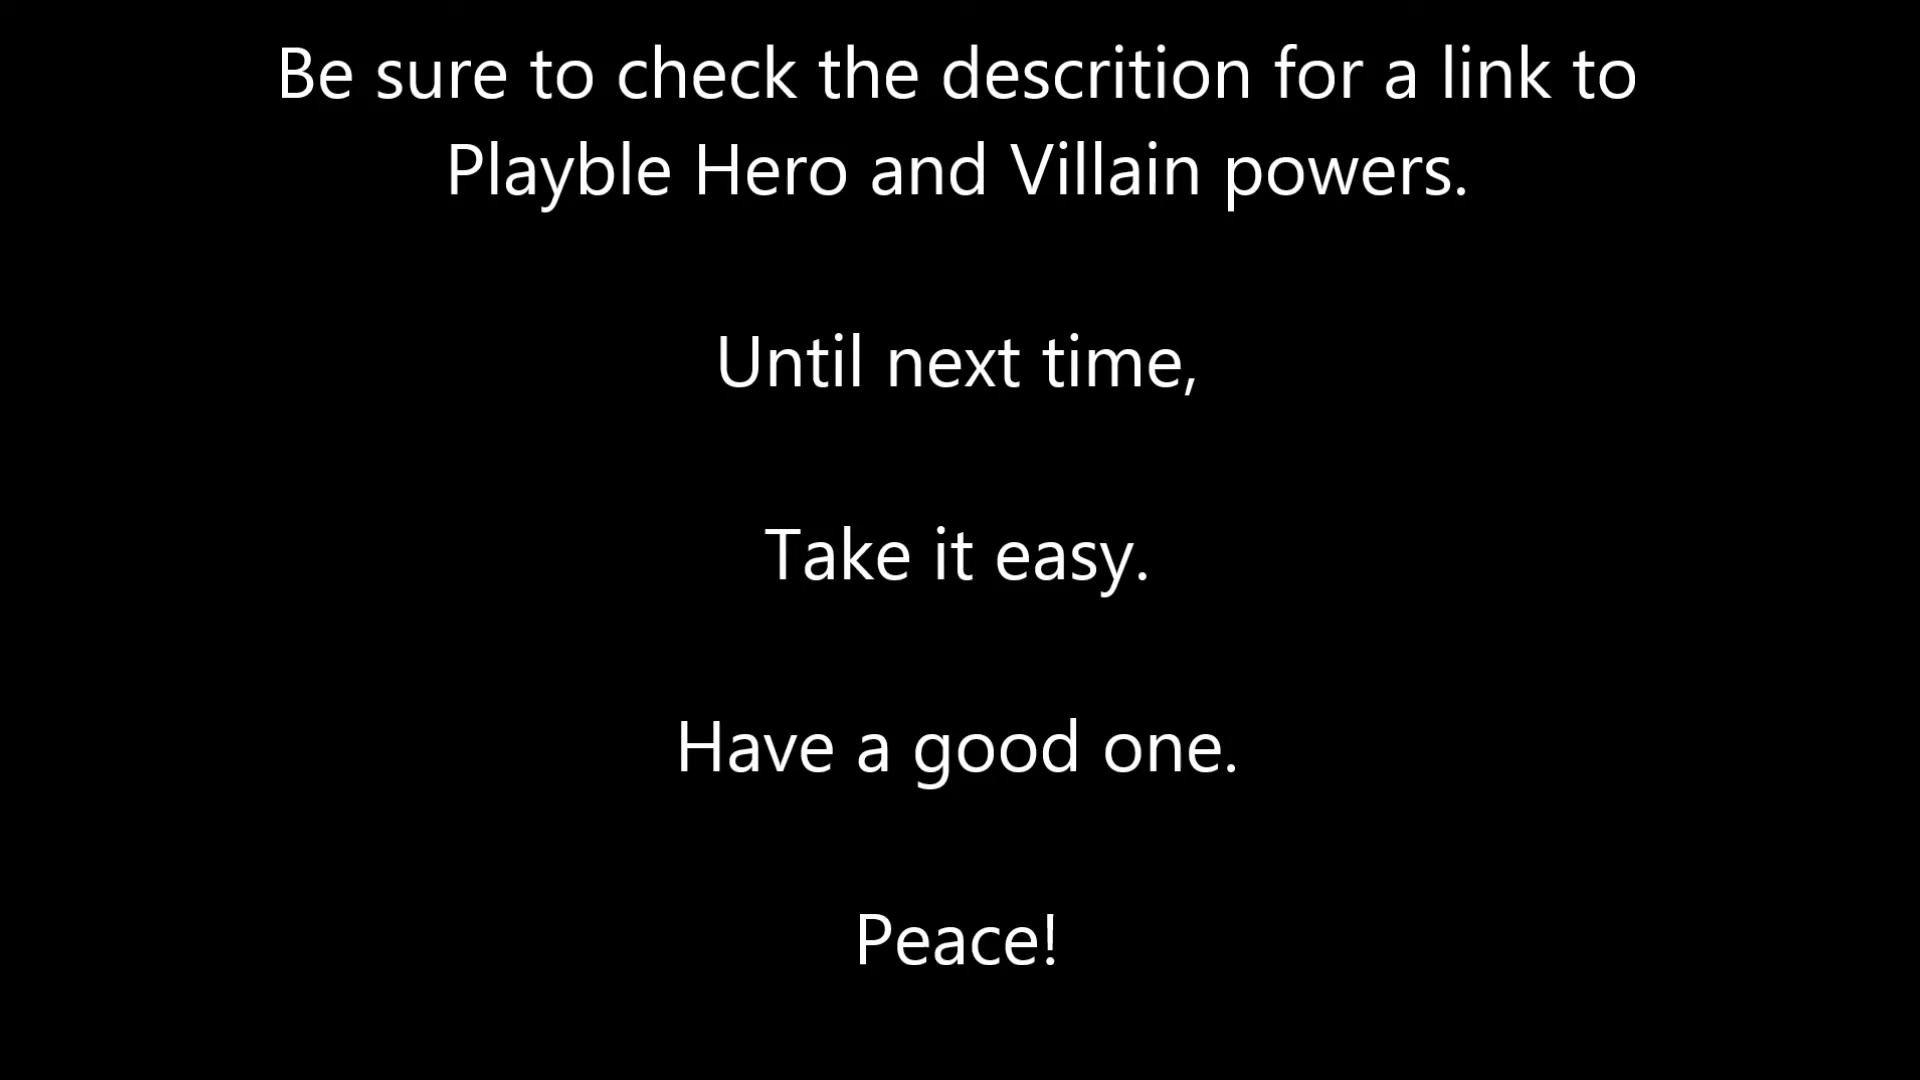 Be sure to check the descrition for a link to
Playble Hero and Villain powers.
Until next time,
Take it easy.
Have a good one.
Peace!